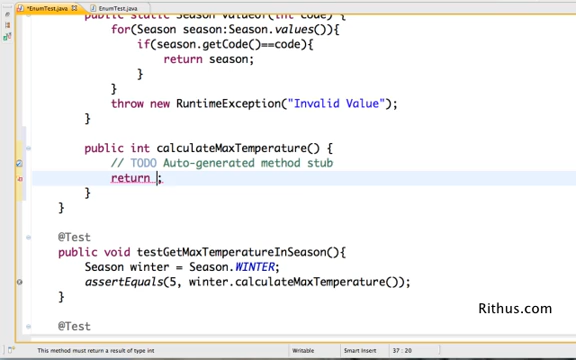 *EnumTest.java EnumTest.java
public static Season valueOf(int code) {
for(Season season:Season.values()){
if(season.getCode()==code){
return season;
}
}
throw new RuntimeException("Invalid Value");
}
public int calculateMaxTemperature() {
// TODO Auto-generated method stub
return ;
}
}
@Test
public void testGetMaxTemperatureInSeason(){
Season winter = Season.WINTER;
assertEquals(5, winter.calculateMaxTemperature());
}
Rithus.com
@Test
This method must return a result of type int Writable Smart Insert 37 : 20